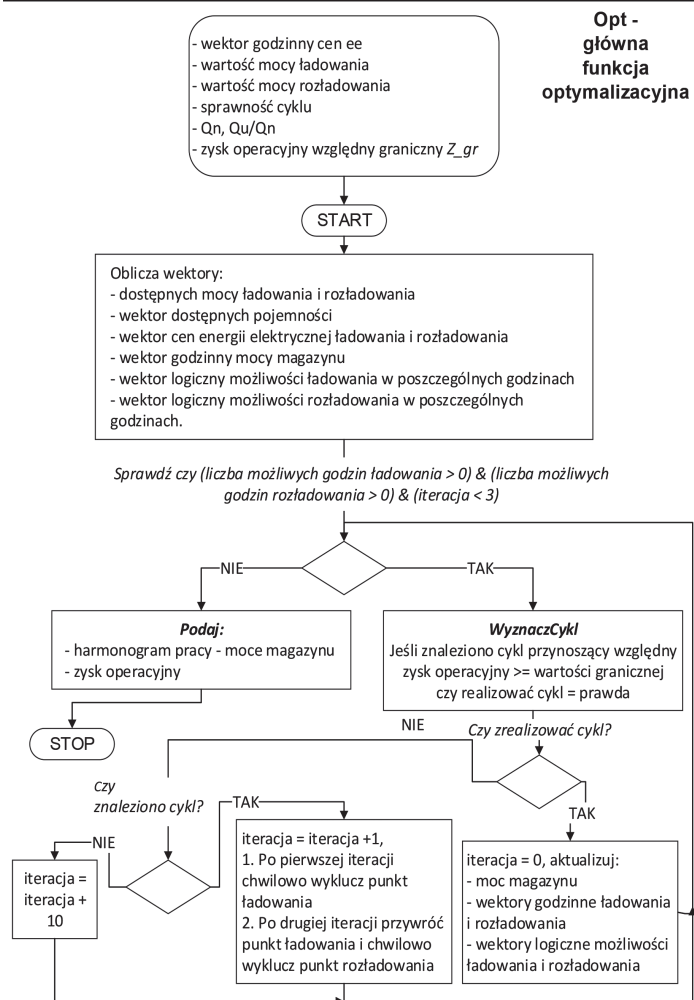 Opt -
główna
funkcja
optymalizacyjna
- wektor godzinny cen ee
- wartość mocy ładowania
- wartość mocy rozładowania
- sprawność cyklu
- Qn, Qu/Qn
- zysk operacyjny względny graniczny Z_gr
START
Oblicza wektory:
- dostępnych mocy ładowania i rozładowania
- wektor dostępnych pojemności
- wektor cen energii elektrycznej ładowania i rozładowania
- wektor godzinny mocy magazynu
- wektor logiczny możliwości ładowania w poszczególnych godzinach
- wektor logiczny możliwości rozładowania w poszczególnych
godzinach.
Sprawdź czy (liczba możliwych godzin ładowania > 0) & (liczba możliwych
godzin rozładowania > 0) & (iteracja < 3)
NIE
TAK
Podaj:
- harmonogram pracy - moce magazynu
- zysk operacyjny
WyznaczCykl
Jeśli znaleziono cykl przynoszący względny
zysk operacyjny >= wartości granicznej
czy realizować cykl = prawda
STOP
NIE
Czy zrealizować cykl?
TAK
Czy
znaleziono cykl?
TAK
NIE
iteracja =
iteracja +
10
iteracja = iteracja +1,
1. Po pierwszej iteracji
chwilowo wyklucz punkt
ładowania
2. Po drugiej iteracji przywróć
punkt ładowania i chwilowo
wyklucz punkt rozładowania
iteracja = 0, aktualizuj:
- moc magazynu
- wektory godzinne ładowania
i rozładowania
- wektory logiczne możliwości
ładowania i rozładowania